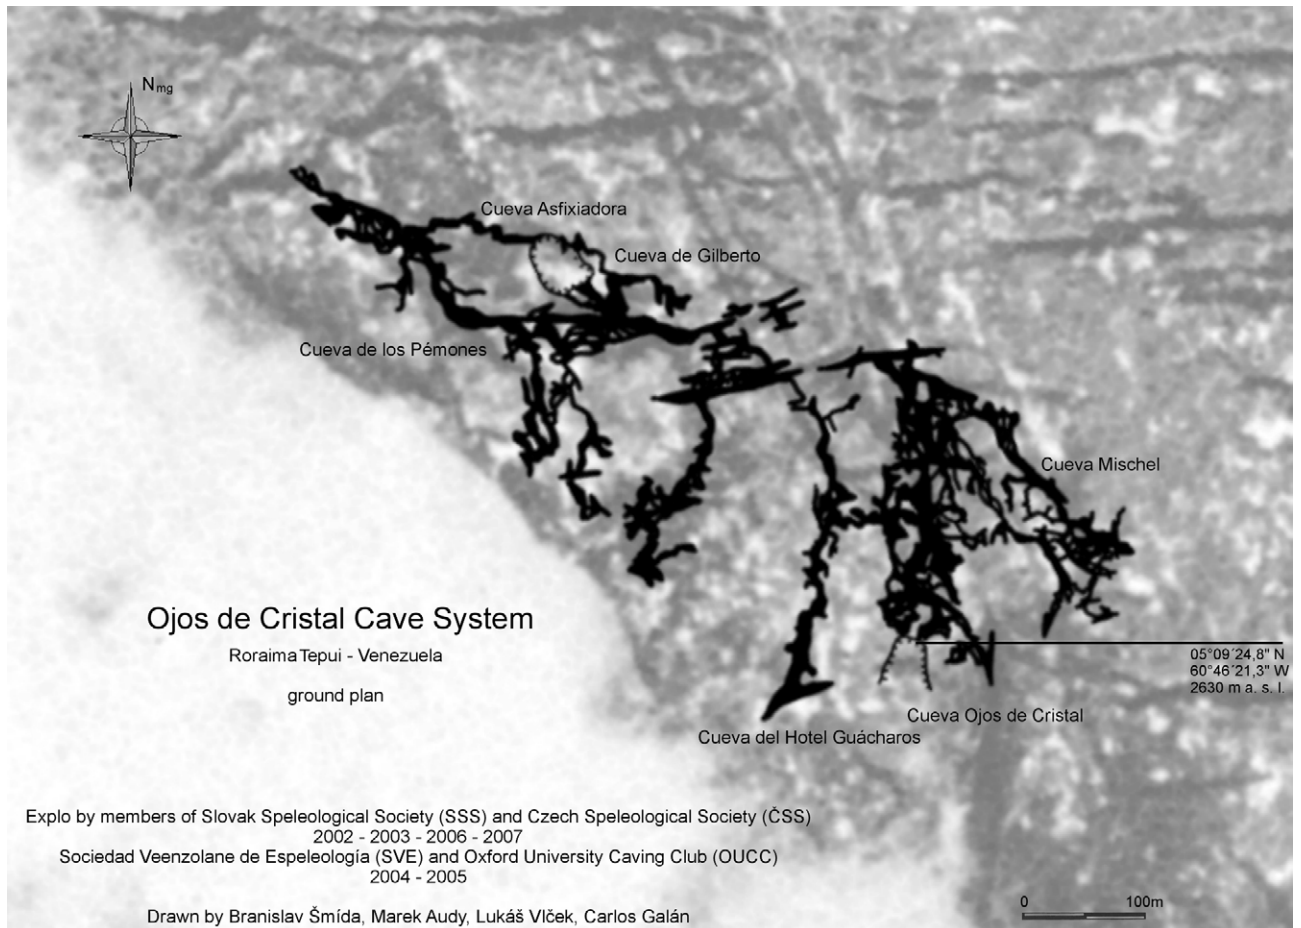 Nmg
Cueva Asfixiadora
Cueva de Gilberto
Cueva de los Pémones
Cueva Mischel
Ojos de Cristal Cave System
Roraima Tepui - Venezuela
ground plan
05°09´24,8" N
60°46´21,3" W
2630 m a. s. l.
Cueva Ojos de Cristal
Cueva del Hotel Guácharos
Explo by members of Slovak Speleological Society (SSS) and Czech Speleological Society (ČSS)
2002 - 2003 - 2006 - 2007
Sociedad Veenzolane de Espeleología (SVE) and Oxford University Caving Club (OUCC)
2004 - 2005
Drawn by Branislav Šmída, Marek Audy, Lukáš Vlček, Carlos Galán
0 100m